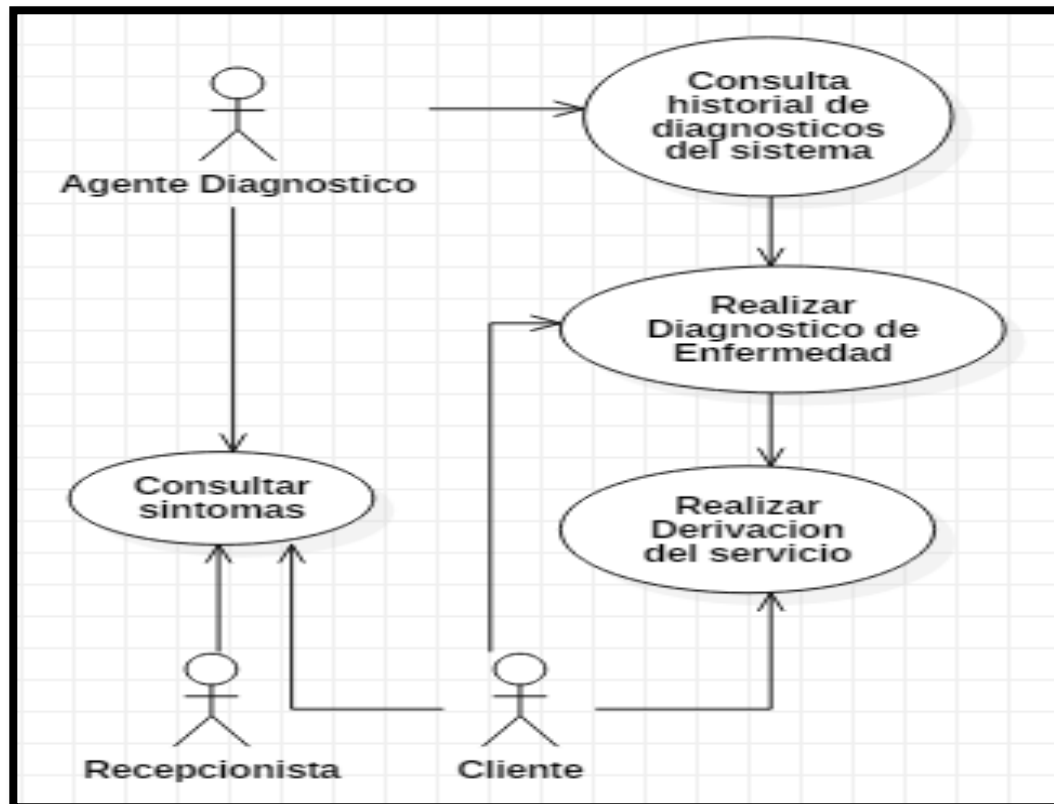 Consulta
historial de
diagnosticos
del sistema
Agente Diagnostico
Realizar
Diagnostico de
Enfermedad
Consultar
sintomas
Realizar
Derivacion
del servicio
Recepcionista
Cliente